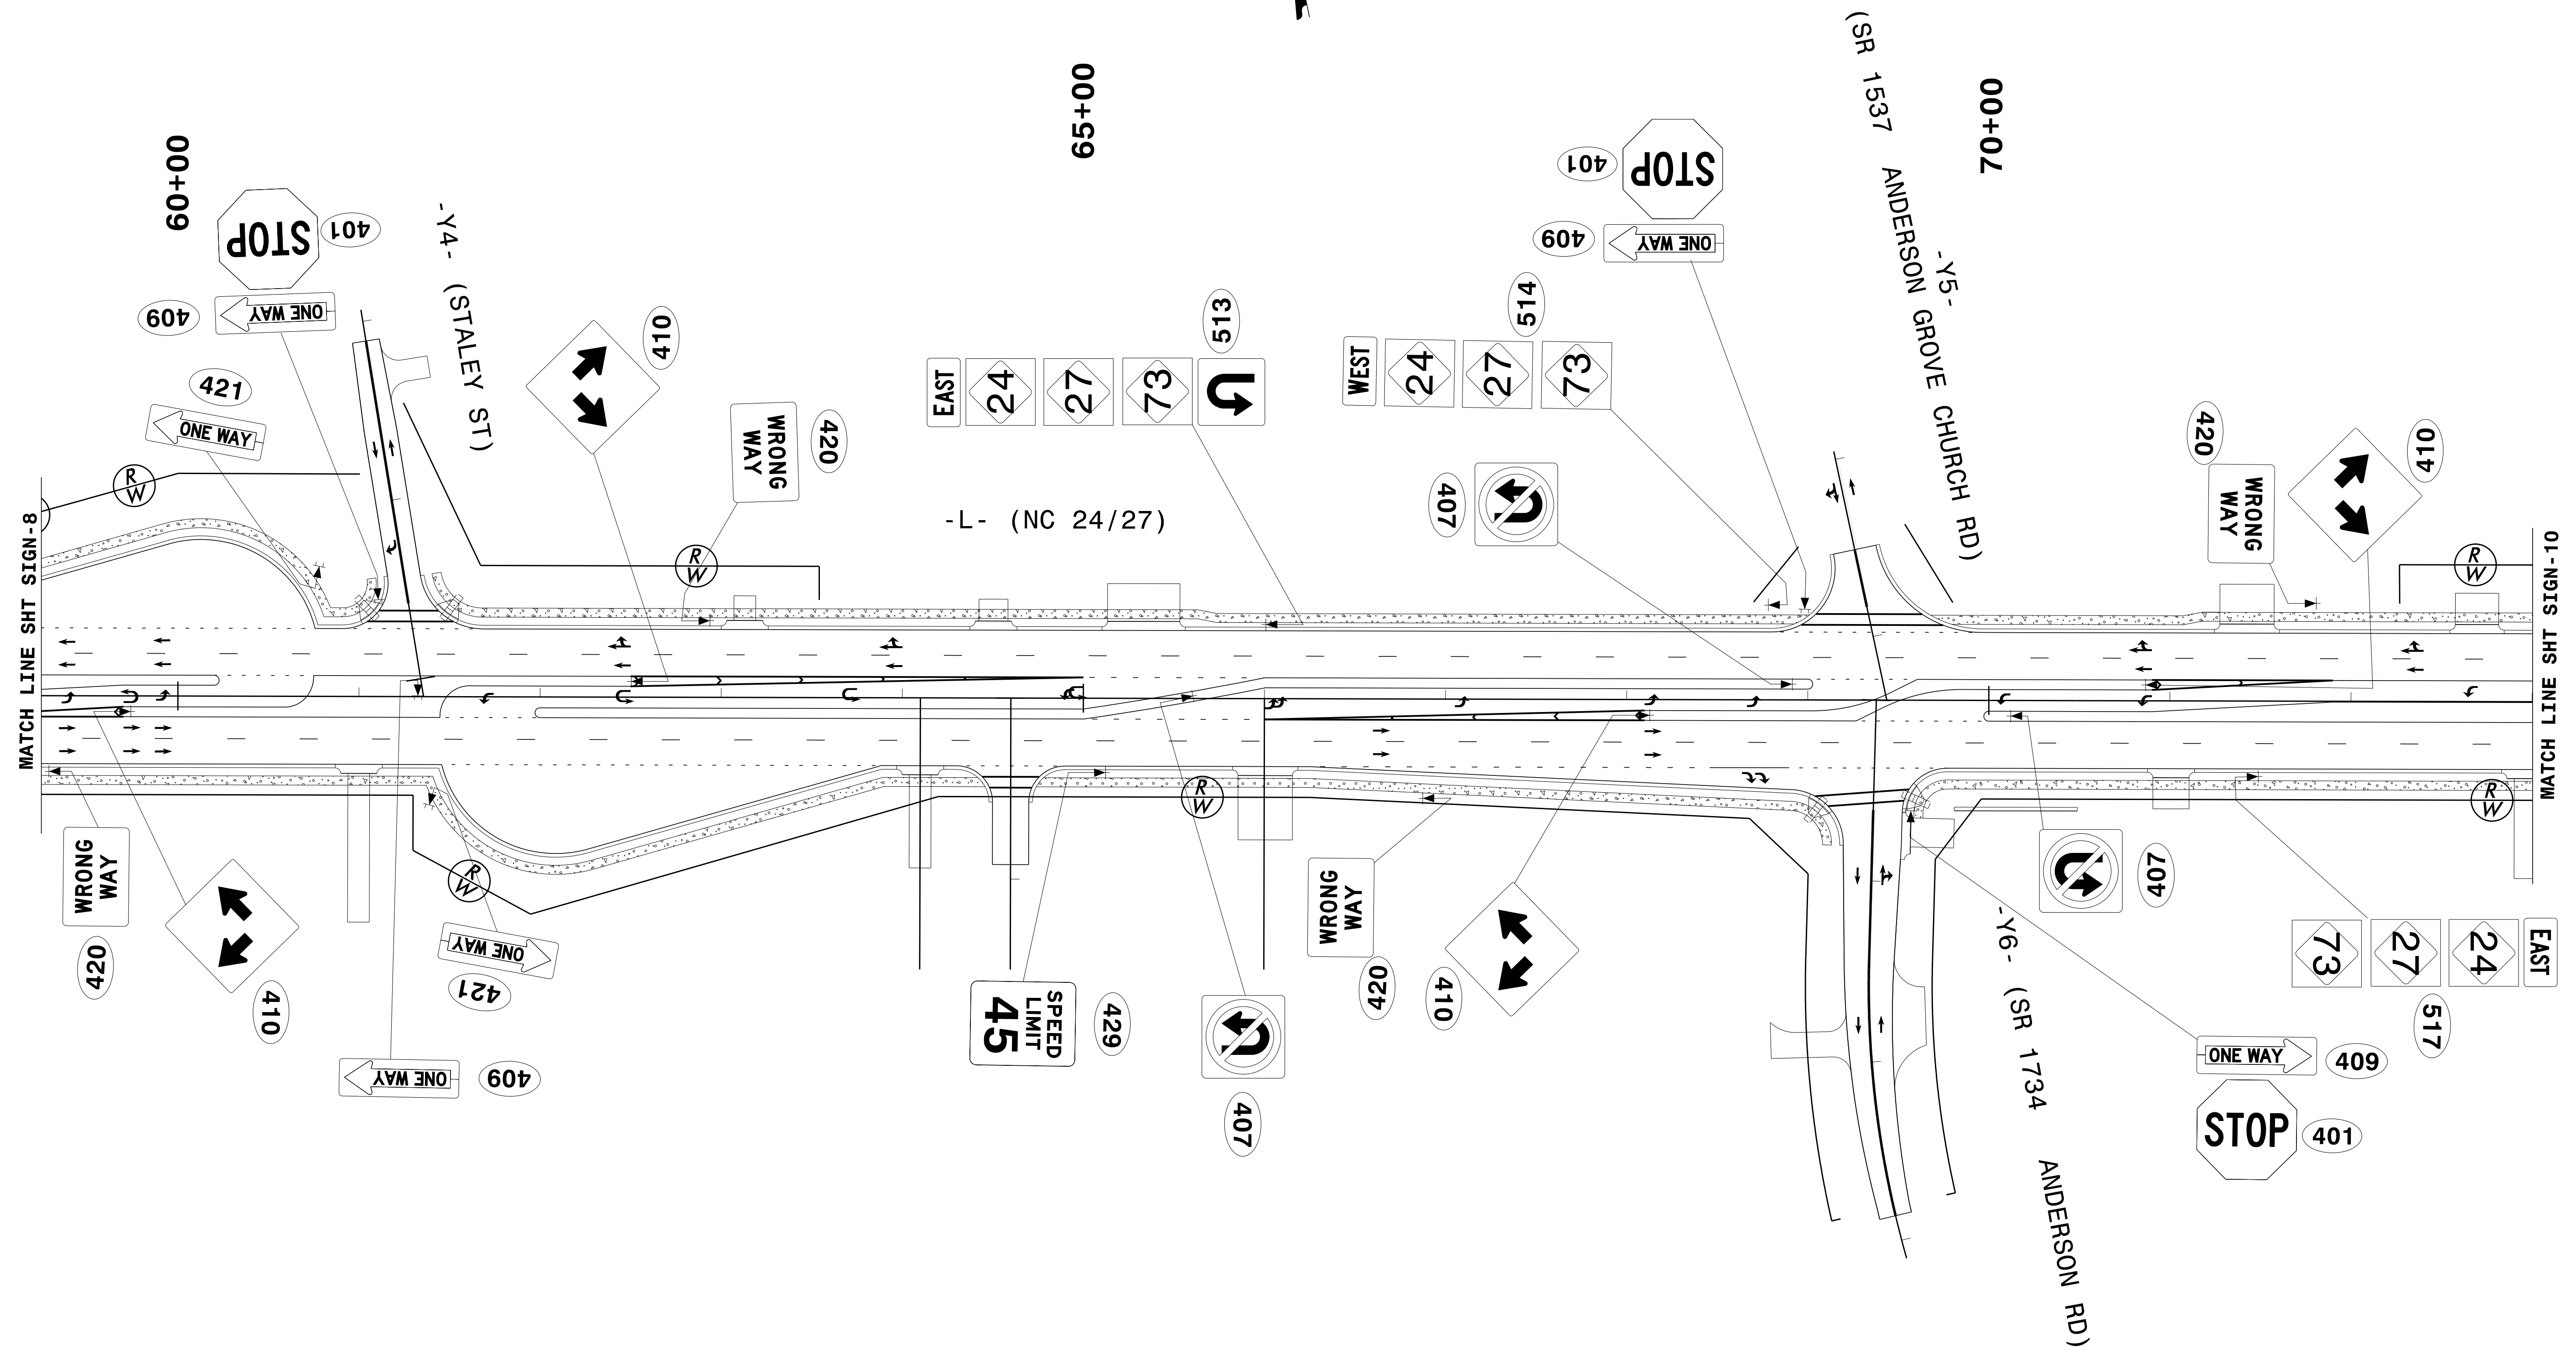 60+00
65+00
70+00
(SR 1537 ANDERSON GROVE CHURCH RD)
-Y5-
STOP
401
ONE WAY
409
421
ONE WAY
-Y4- (STALEY ST)
410
WRONG
WAY
420
EAST
24
27
73
513
-L- (NC 24/27)
WEST
24
27
73
514
407
STOP
401
ONE WAY
409
420
WRONG
WAY
410
R
W
R
W
R
W
MATCH LINE SHT SIGN-8
MATCH LINE SHT SIGN-10
R
W
R
W
R
W
WRONG
WAY
420
410
ONE WAY
421
ONE WAY
409
SPEED
LIMIT
45
429
407
WRONG
WAY
420
410
407
-Y6- (SR 1734 ANDERSON RD)
EAST
24
27
73
517
ONE WAY
409
STOP
401